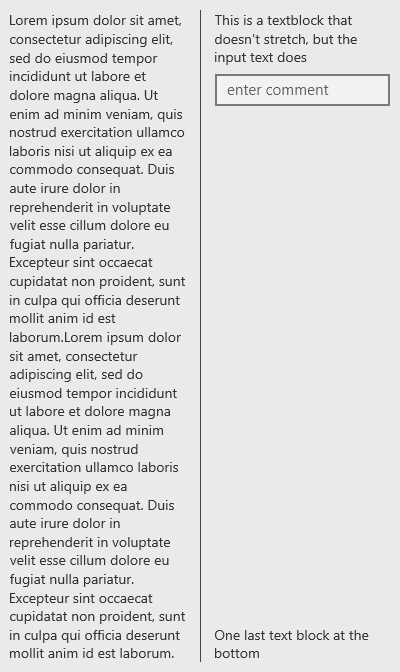 Lorem ipsum dolor sit amet,
consectetur adipiscing elit,
sed do eiusmod tempor
incididunt ut labore et
dolore magna aliqua. Ut
enim ad minim veniam, quis
nostrud exercitation ullamco
laboris nisi ut aliquip ex ea
commodo consequat. Duis
aute irure dolor in
reprehenderit in voluptate
velit esse cillum dolore eu
fugiat nulla pariatur.
Excepteur sint occaecat
cupidatat non proident, sunt
in culpa qui officia deserunt
mollit anim id est
laborum.Lorem ipsum dolor
sit amet, consectetur
adipiscing elit, sed do
eiusmod tempor incididunt
ut labore et dolore magna
aliqua. Ut enim ad minim
veniam, quis nostrud
exercitation ullamco laboris
nisi ut aliquip ex ea
commodo consequat. Duis
aute irure dolor in
reprehenderit in voluptate
velit esse cillum dolore eu
fugiat nulla pariatur.
Excepteur sint occaecat
cupidatat non proident, sunt
in culpa qui officia deserunt
mollit anim id est laborum.
This is a textblock that
doesn't stretch, but the
input text does
enter comment
One last text block at the
bottom